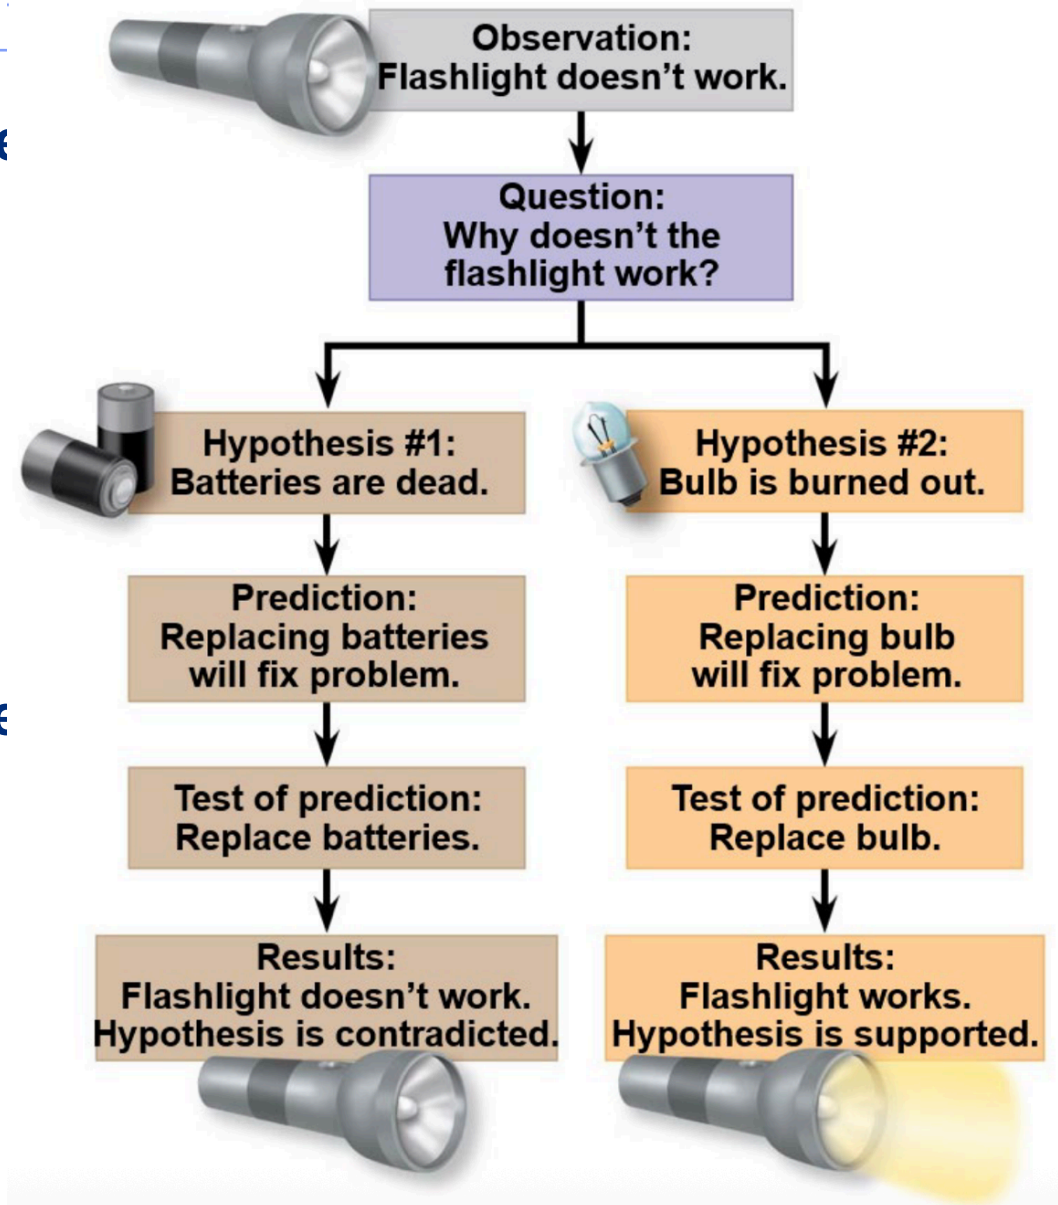 Observation:
Flashlight doesn't work.
Question:
Why doesn't the
flashlight work?
Hypothesis #1:
Batteries are dead.
Prediction:
Replacing batteries
will fix problem.
Test of prediction:
Replace batteries.
Results:
Flashlight doesn't work.
Hypothesis is contradicted.
Hypothesis #2:
Bulb is burned out.
Prediction:
Replacing bulb
will fix problem.
Test of prediction:
Replace bulb.
Results:
Flashlight works.
Hypothesis is supported.